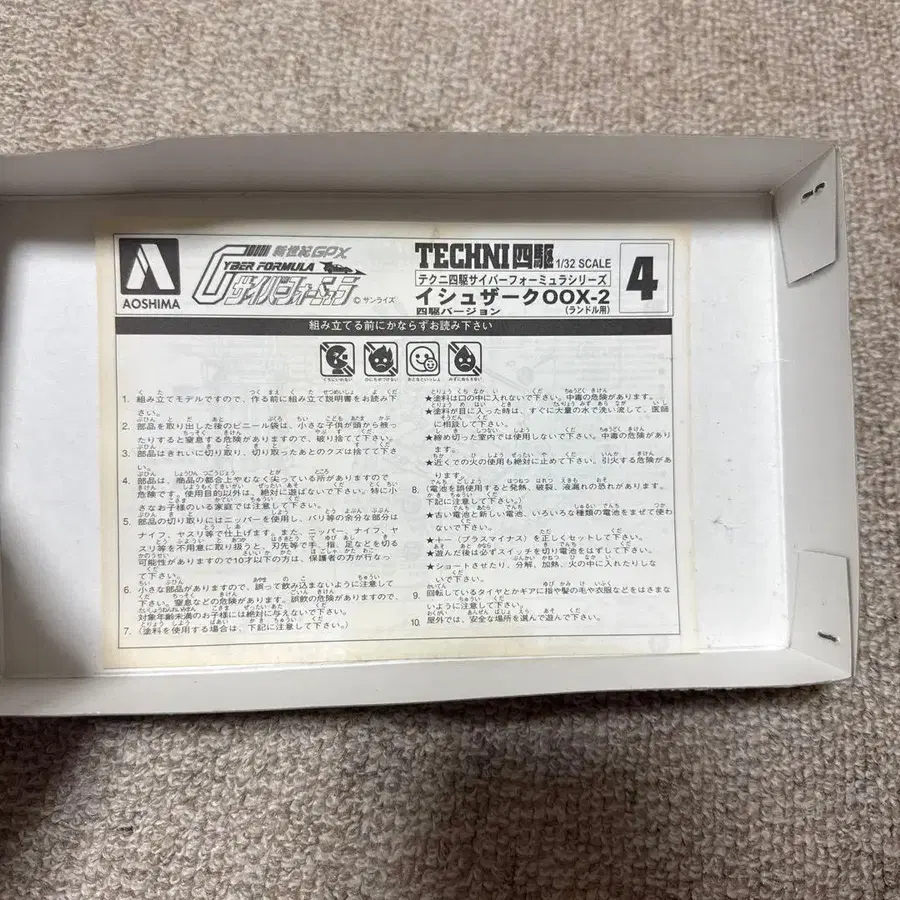 AOSHIMA
新世紀GPX
CYBER FORMULA
サイバーフォーミュラ
©サンライズ
TECHNI四駆 1/32 SCALE
テクニ四駆サイバーフォーミュラシリーズ
イシュザーク00X-2
四駆バージョン (ランドル用)
4
組み立てる前にかならずお読み下さい
1. 組み立てモデルですので、作る前に組み立て説明書をお読み下
さい。
2. 部品を取り出した後のビニール袋は、小さな子供が頭から被っ
たりすると窒息する危険がありますので、破り捨てて下さい。
3. 部品はきれいに切り取り、切り取ったあとのクズは捨てて下さ
い。
4. 部品は、商品の都合上やむなく尖っている所がありますので
危険です。使用目的以外は、絶対に遊ばないで下さい。特に小
さなお子様のいる家庭では注意して下さい。
5. 部品の切り取りにはニッパーを使用し、バリ等の余分な部分は
ナイフ、ヤスリ等で仕上げます。また、ニッパー、ナイフ、ヤ
スリ等を不用意に取り扱うと、刃先等で手、指、足などを切る
可能性がありますので10才以下の方は、保護者の方が行なっ
て下さい。
6. 小さな部品がありますので、誤って飲み込まないように注意して
下さい。窒息などの危険があります。誤飲の危険がありますので、
対象年齢未満のお子様には絶対に与えないで下さい。
7. (塗料を使用する場合は、下記に注意して下さい。)
★塗料は口の中に入れないで下さい。中毒の危険があります。
★塗料が目に入った時は、すぐに大量の水で洗い流して、医師
に相談して下さい。
★締め切った室内では使用しないで下さい。中毒の危険があり
ます。
★近くでの火の使用も絶対に止めて下さい。引火する危険があ
ります。
8. (電池を誤使用すると発熱、破裂、液漏れの恐れがあります。
下記に注意して下さい。)
★古い電池と新しい電池、いろいろな種類の電池をまぜて使わ
ないで下さい。
★+－(プラスマイナス)を正しくセットして下さい。
★遊んだ後は必ずスイッチを切り電池をはずして下さい。
★ショートさせたり、分解、加熱、火の中に入れたりしな
いで下さい。
9. 回転しているタイヤとかギアに指や髪の毛や衣服などをはさま
ないように注意して下さい。
10. 屋外では、安全な場所を選んで遊んで下さい。